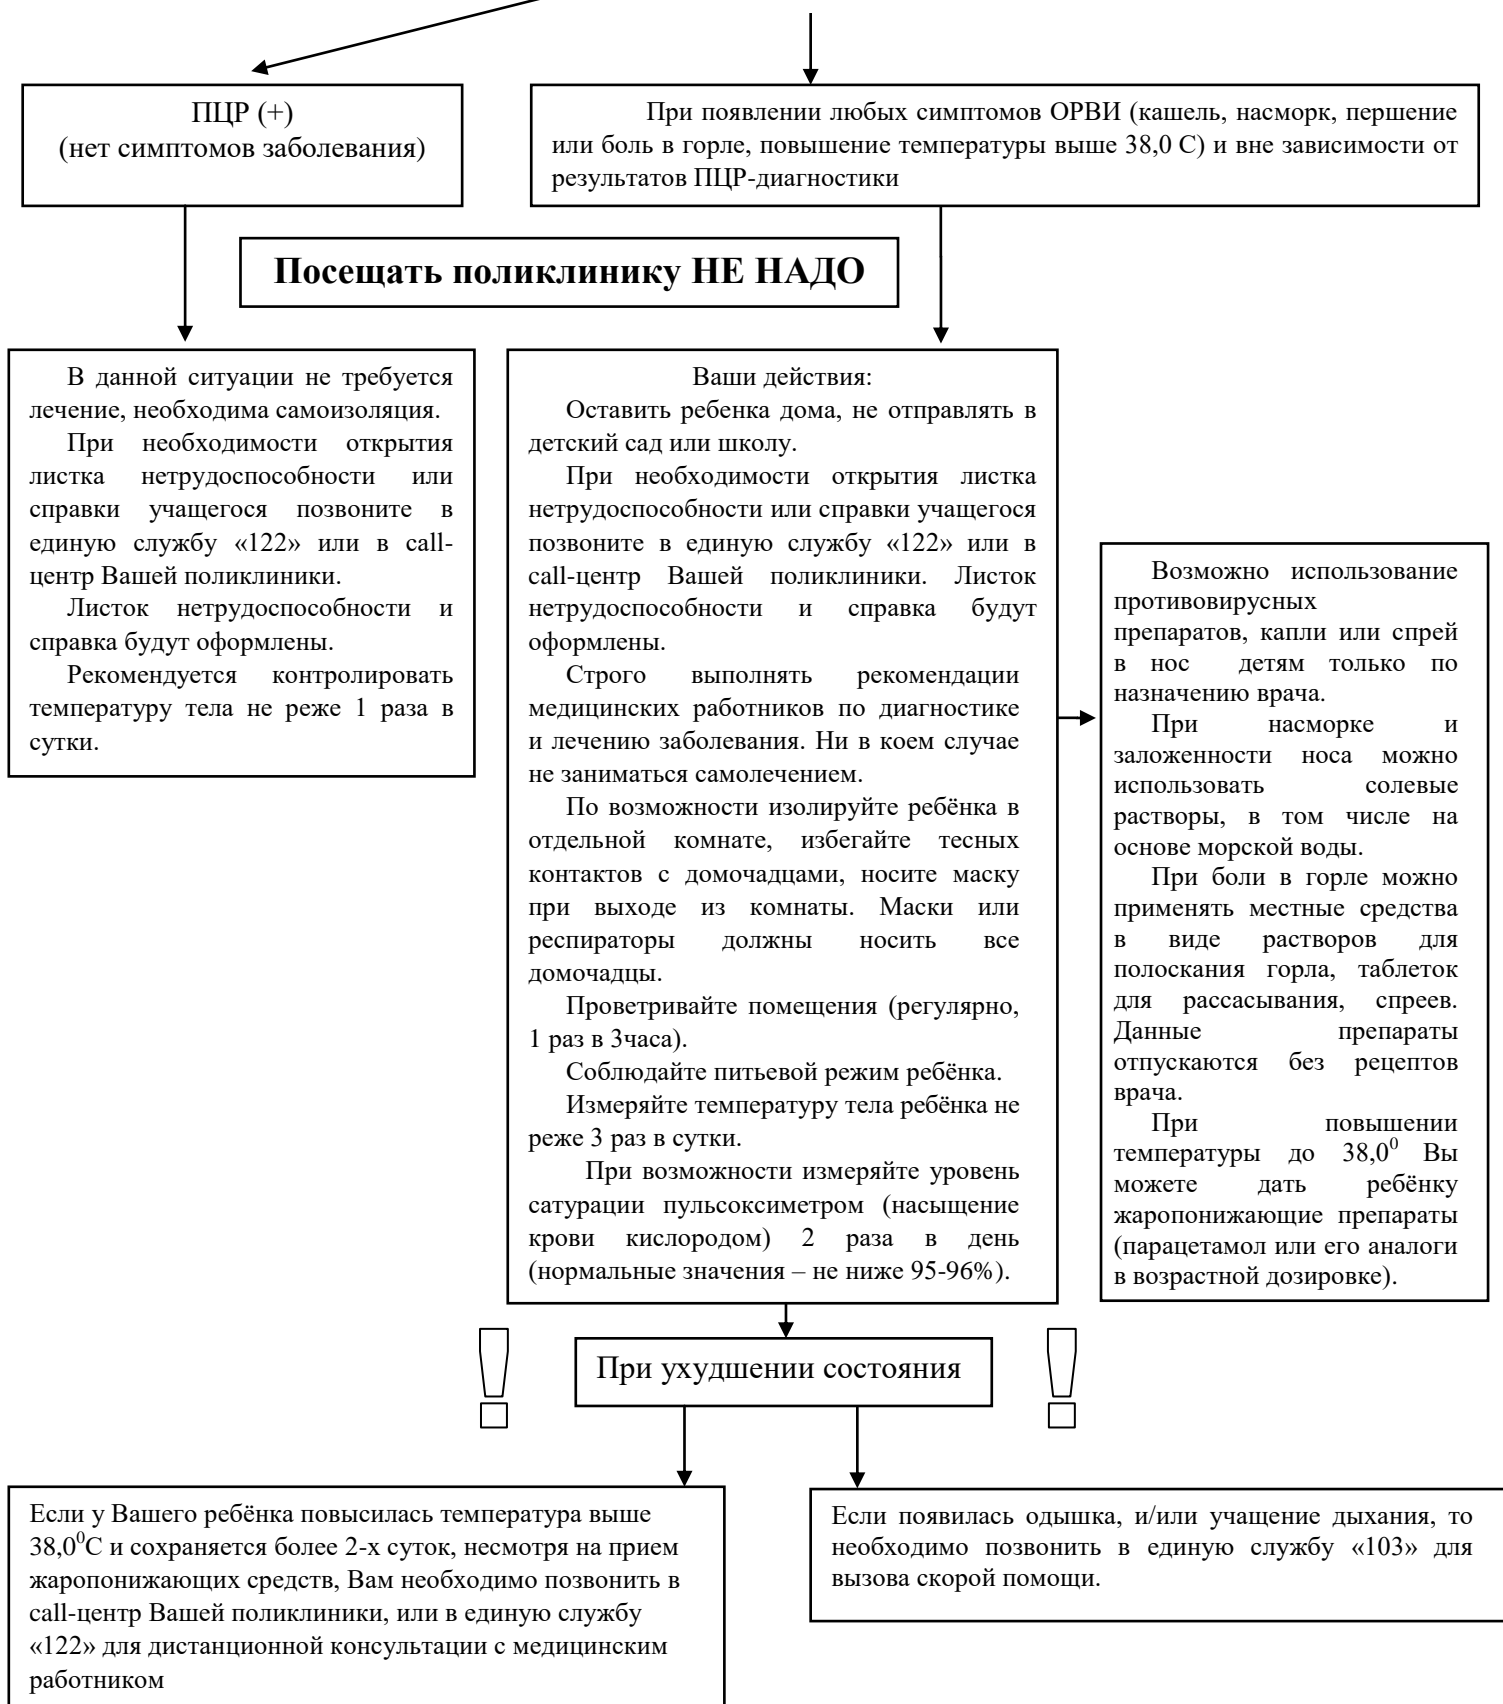 ПЦР (+)
(нет симптомов заболевания)
При появлении любых симптомов ОРВИ (кашель, насморк, першение
или боль в горле, повышение температуры выше 38,0 С) и вне зависимости от
результатов ПЦР-диагностики
Посещать поликлинику НЕ НАДО
В данной ситуации не требуется
лечение, необходима самоизоляция.
При необходимости открытия
листка нетрудоспособности или
справки учащегося позвоните в
единую службу «122» или в call-
центр Вашей поликлиники.
Листок нетрудоспособности и
справка будут оформлены.
Рекомендуется контролировать
температуру тела не реже 1 раза в
сутки.
Ваши действия:
Оставить ребенка дома, не отправлять в
детский сад или школу.
При необходимости открытия листка
нетрудоспособности или справки учащегося
позвоните в единую службу «122» или в
call-центр Вашей поликлиники. Листок
нетрудоспособности и справка будут
оформлены.
Строго выполнять рекомендации
медицинских работников по диагностике
и лечению заболевания. Ни в коем случае
не заниматься самолечением.
По возможности изолируйте ребёнка в
отдельной комнате, избегайте тесных
контактов с домочадцами, носите маску
при выходе из комнаты. Маски или
респираторы должны носить все
домочадцы.
Проветривайте помещения (регулярно,
1 раз в 3часа).
Соблюдайте питьевой режим ребёнка.
Измеряйте температуру тела ребёнка не
реже 3 раз в сутки.
При возможности измеряйте уровень
сатурации пульсоксиметром (насыщение
крови кислородом) 2 раза в день
(нормальные значения – не ниже 95-96%).
Возможно использование
противовирусных
препаратов, капли или спрей
в нос детям только по
назначению врача.
При насморке и
заложенности носа можно
использовать солевые
растворы, в том числе на
основе морской воды.
При боли в горле можно
применять местные средства
в виде растворов для
полоскания горла, таблеток
для рассасывания, спреев.
Данные препараты
отпускаются без рецептов
врача.
При повышении
температуры до 38,0⁰ Вы
можете дать ребёнку
жаропонижающие препараты
(парацетамол или его аналоги
в возрастной дозировке).
! При ухудшении состояния !
Если у Вашего ребёнка повысилась температура выше
38,0⁰С и сохраняется более 2-х суток, несмотря на прием
жаропонижающих средств, Вам необходимо позвонить в
call-центр Вашей поликлиники, или в единую службу
«122» для дистанционной консультации с медицинским
работником
Если появилась одышка, и/или учащение дыхания, то
необходимо позвонить в единую службу «103» для
вызова скорой помощи.